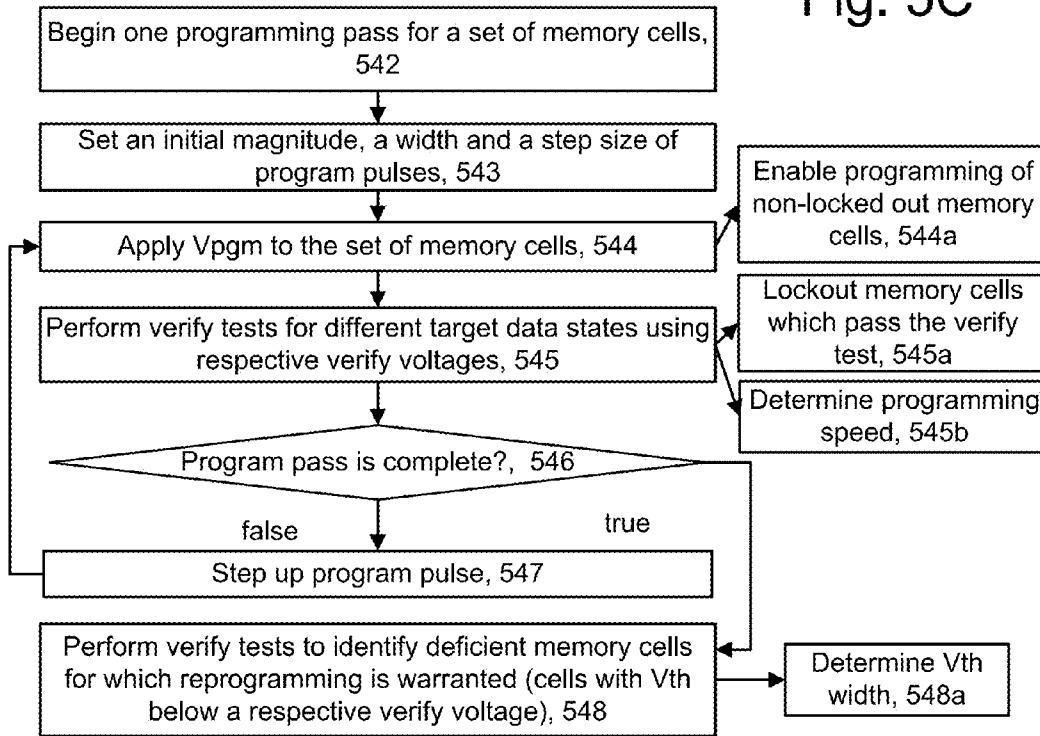 Fig. 5C
Begin one programming pass for a set of memory cells,
542
Set an initial magnitude, a width and a step size of
program pulses, 543
Apply Vpgm to the set of memory cells, 544
Enable programming of
non-locked out memory
cells, 544a
Perform verify tests for different target data states using
respective verify voltages, 545
Lockout memory cells
which pass the verify
test, 545a
Determine programming
speed, 545b
Program pass is complete?, 546
false
true
Step up program pulse, 547
Perform verify tests to identify deficient memory cells
for which reprogramming is warranted (cells with Vth
below a respective verify voltage), 548
Determine Vth
width, 548a